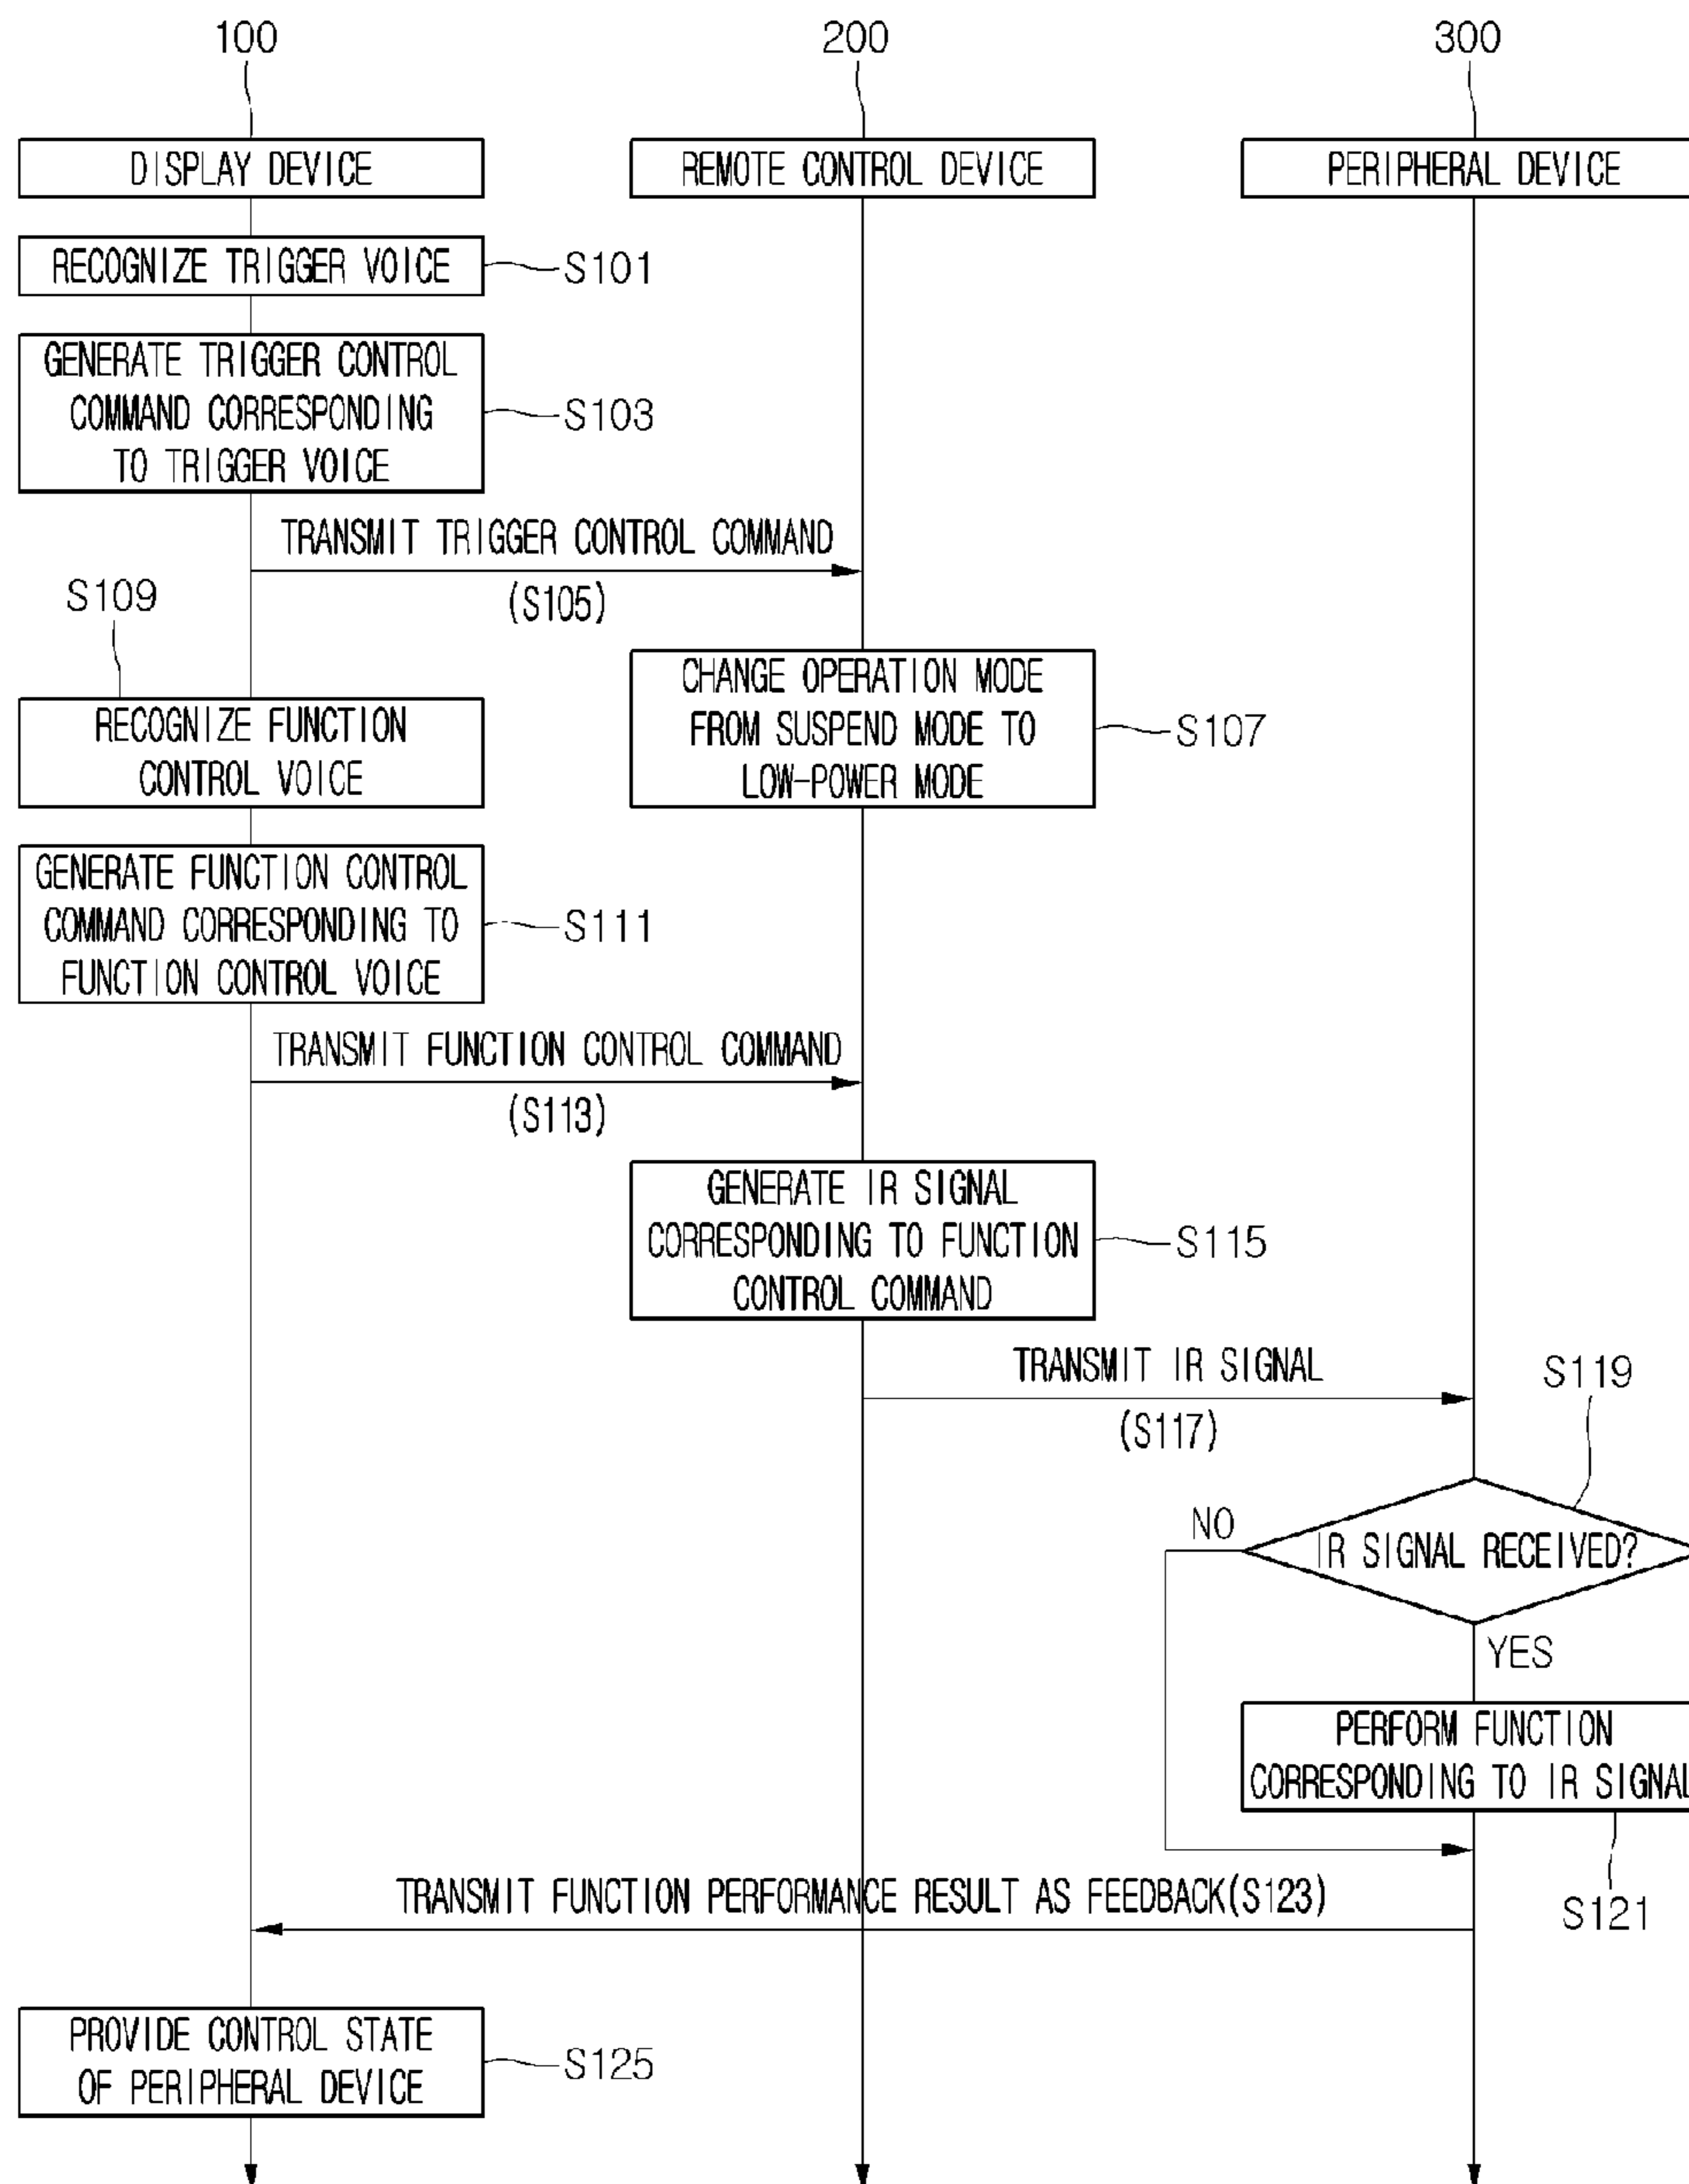 100
200
300
DISPLAY DEVICE
REMOTE CONTROL DEVICE
PERIPHERAL DEVICE
RECOGNIZE TRIGGER VOICE
S101
GENERATE TRIGGER CONTROL
COMMAND CORRESPONDING
TO TRIGGER VOICE
S103
TRANSMIT TRIGGER CONTROL COMMAND
(S105)
S109
CHANGE OPERATION MODE
FROM SUSPEND MODE TO
LOW-POWER MODE
S107
RECOGNIZE FUNCTION
CONTROL VOICE
GENERATE FUNCTION CONTROL
COMMAND CORRESPONDING TO
FUNCTION CONTROL VOICE
S111
TRANSMIT FUNCTION CONTROL COMMAND
(S113)
GENERATE IR SIGNAL
CORRESPONDING TO FUNCTION
CONTROL COMMAND
S115
TRANSMIT IR SIGNAL
(S117)
S119
NO
IR SIGNAL RECEIVED?
YES
PERFORM FUNCTION
CORRESPONDING TO IR SIGNAL
S121
TRANSMIT FUNCTION PERFORMANCE RESULT AS FEEDBACK(S123)
PROVIDE CONTROL STATE
OF PERIPHERAL DEVICE
S125